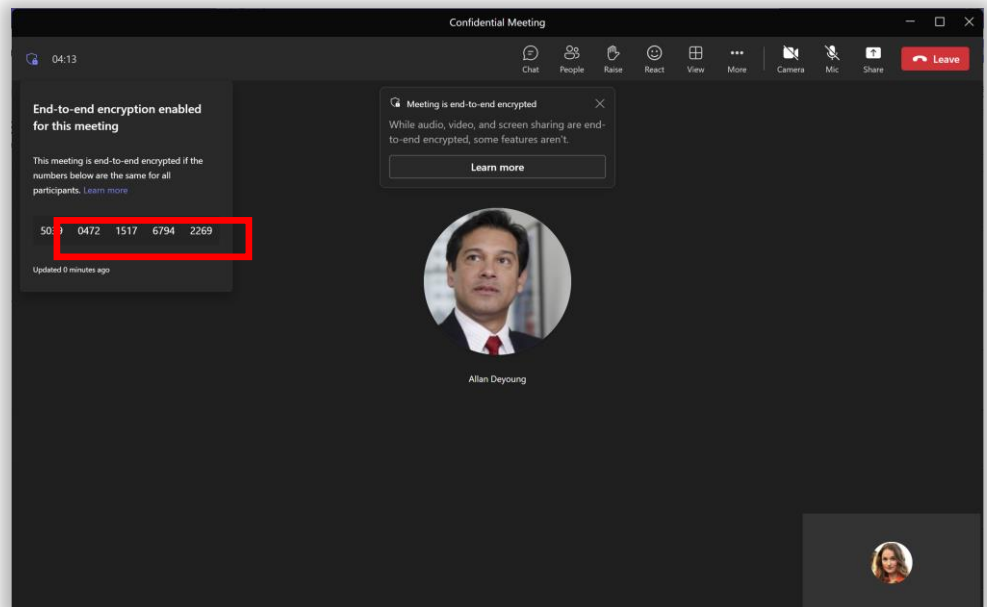 Confidential Meeting
04:13
Chat People Raise React View More Camera Mic Share Leave
End-to-end encryption enabled
for this meeting
This meeting is end-to-end encrypted if the
numbers below are the same for all
participants. Learn more
0472 1517 6794 2269
Updated 0 minutes ago
Meeting is end-to-end encrypted
While audio, video, and screen sharing are end-
to-end encrypted, some features aren't.
Learn more
Allan Deyoung